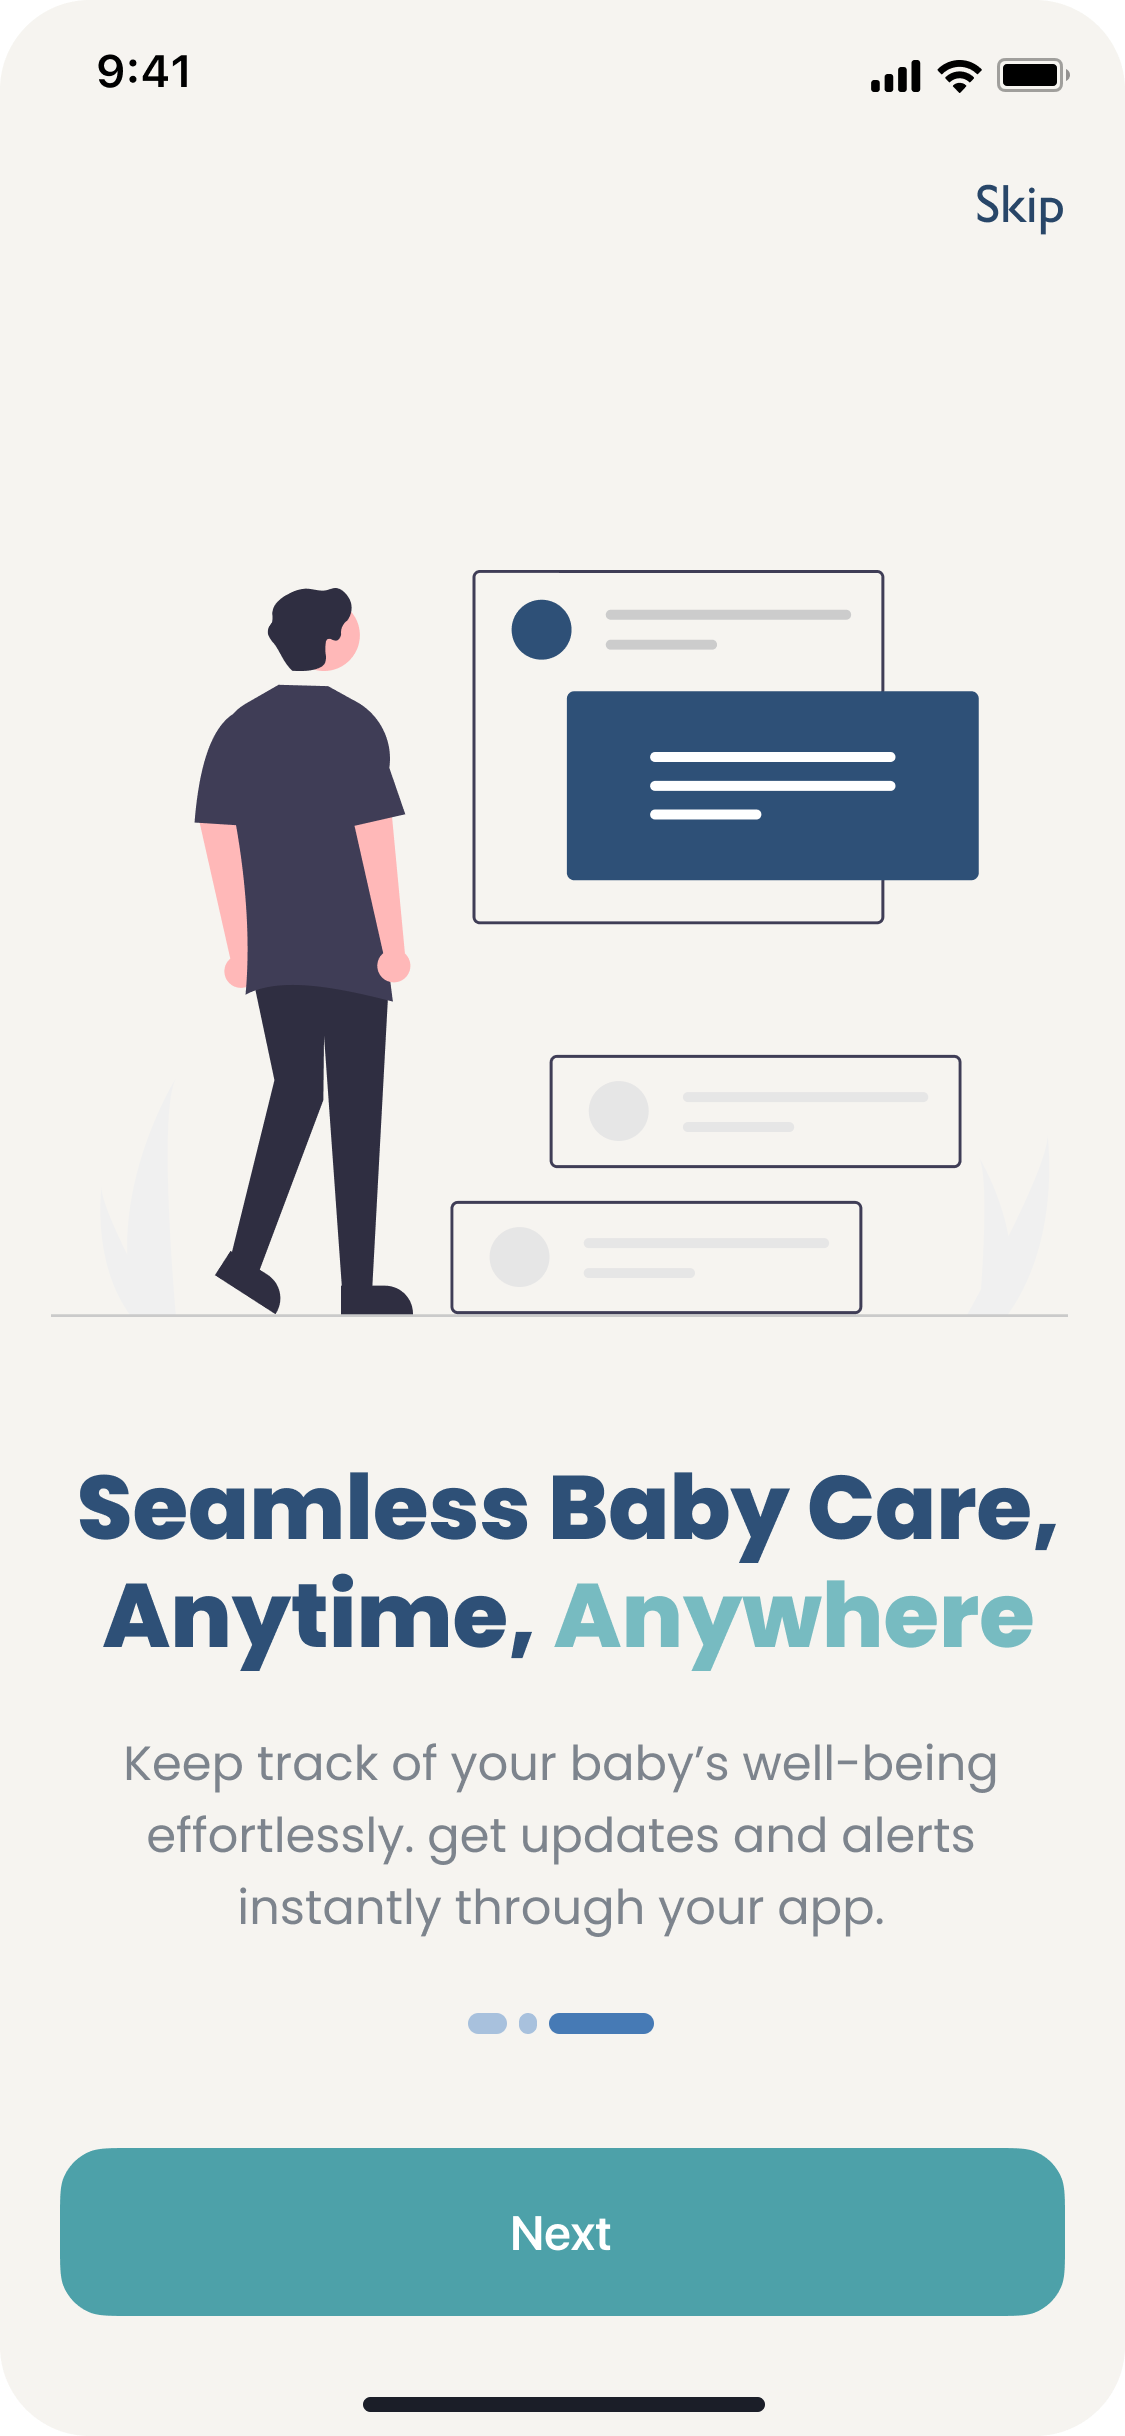 9:41
Skip
Seamless Baby Care,
Anytime, Anywhere
Keep track of your baby’s well-being
effortlessly. get updates and alerts
instantly through your app.
Next